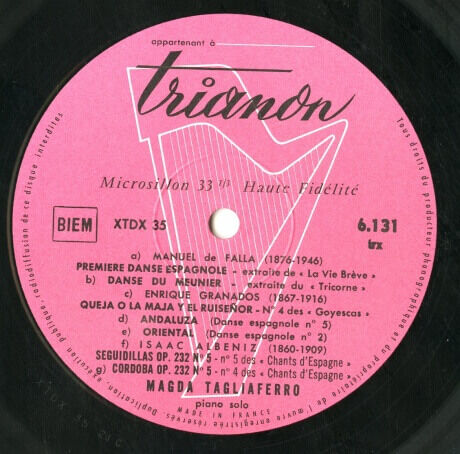 appartenant à
trianon
Microsillon 33 1/3 Haute Fidélité
BIEM XTDX 35 6.131
trx
a) MANUEL de FALLA (1876-1946)
PREMIERE DANSE ESPAGNOLE - extraite de « La Vie Brève »
b) DANSE DU MEUNIER - extraite du « Tricorne »
c) ENRIQUE GRANADOS (1867-1916)
QUEJA O LA MAJA Y EL RUISEÑOR - N° 4 des « Goyescas »
d) ANDALUZA (Danse espagnole n° 5)
e) ORIENTAL (Danse espagnole n° 2)
f) ISAAC ALBENIZ (1860-1909)
SEGUIDILLAS OP. 232 N° 5 - n° 5 des « Chants d'Espagne »
g) CORDOBA OP. 232 N° 4 - n° 4 des « Chants d'Espagne »
MAGDA TAGLIAFERRO
piano solo
MADE IN FRANCE
Tous droits du producteur phonographique et du propriétaire de l'œuvre enregistrée réservés. Duplication, exécution publique, radiodiffusion de ce disque interdites